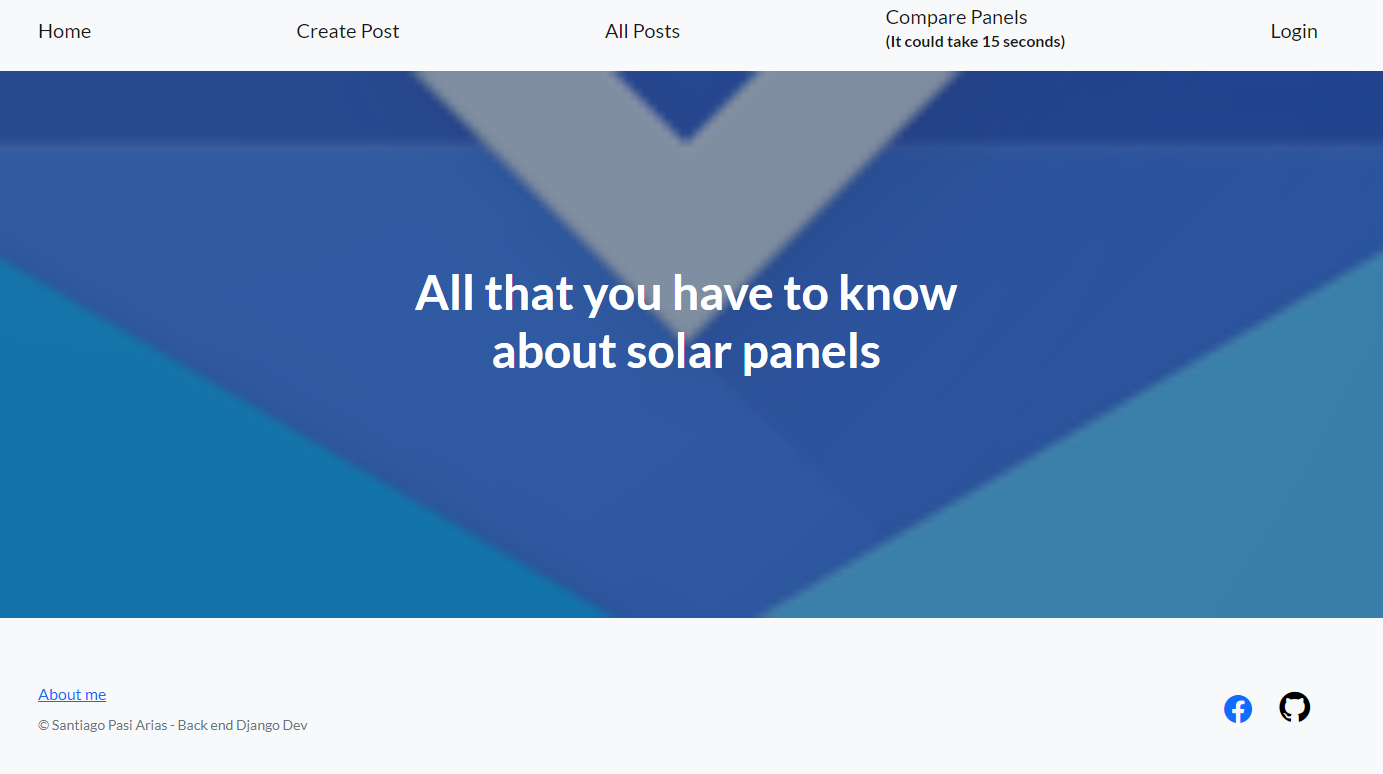 Home
Create Post
All Posts
Compare Panels
(It could take 15 seconds)
Login
All that you have to know
about solar panels
About me
© Santiago Pasi Arias - Back end Django Dev